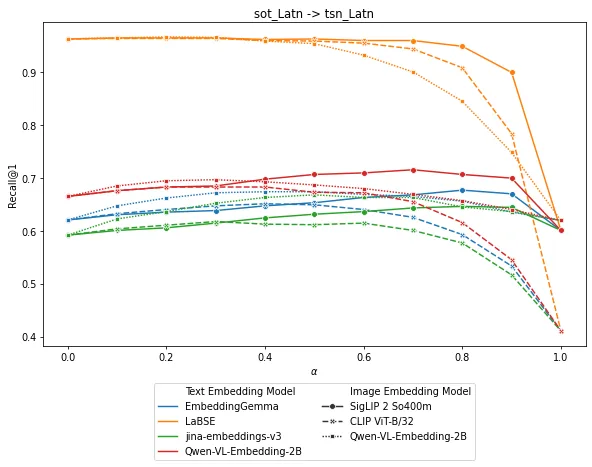 sot_Latn -> tsn_Latn
Recall@1
0.9
0.8
0.7
0.6
0.5
0.4
0.0
0.2
0.4
0.6
0.8
1.0
α
Text Embedding Model
EmbeddingGemma
LaBSE
jina-embeddings-v3
Qwen-VL-Embedding-2B
Image Embedding Model
SigLIP 2 So400m
CLIP ViT-B/32
Qwen-VL-Embedding-2B